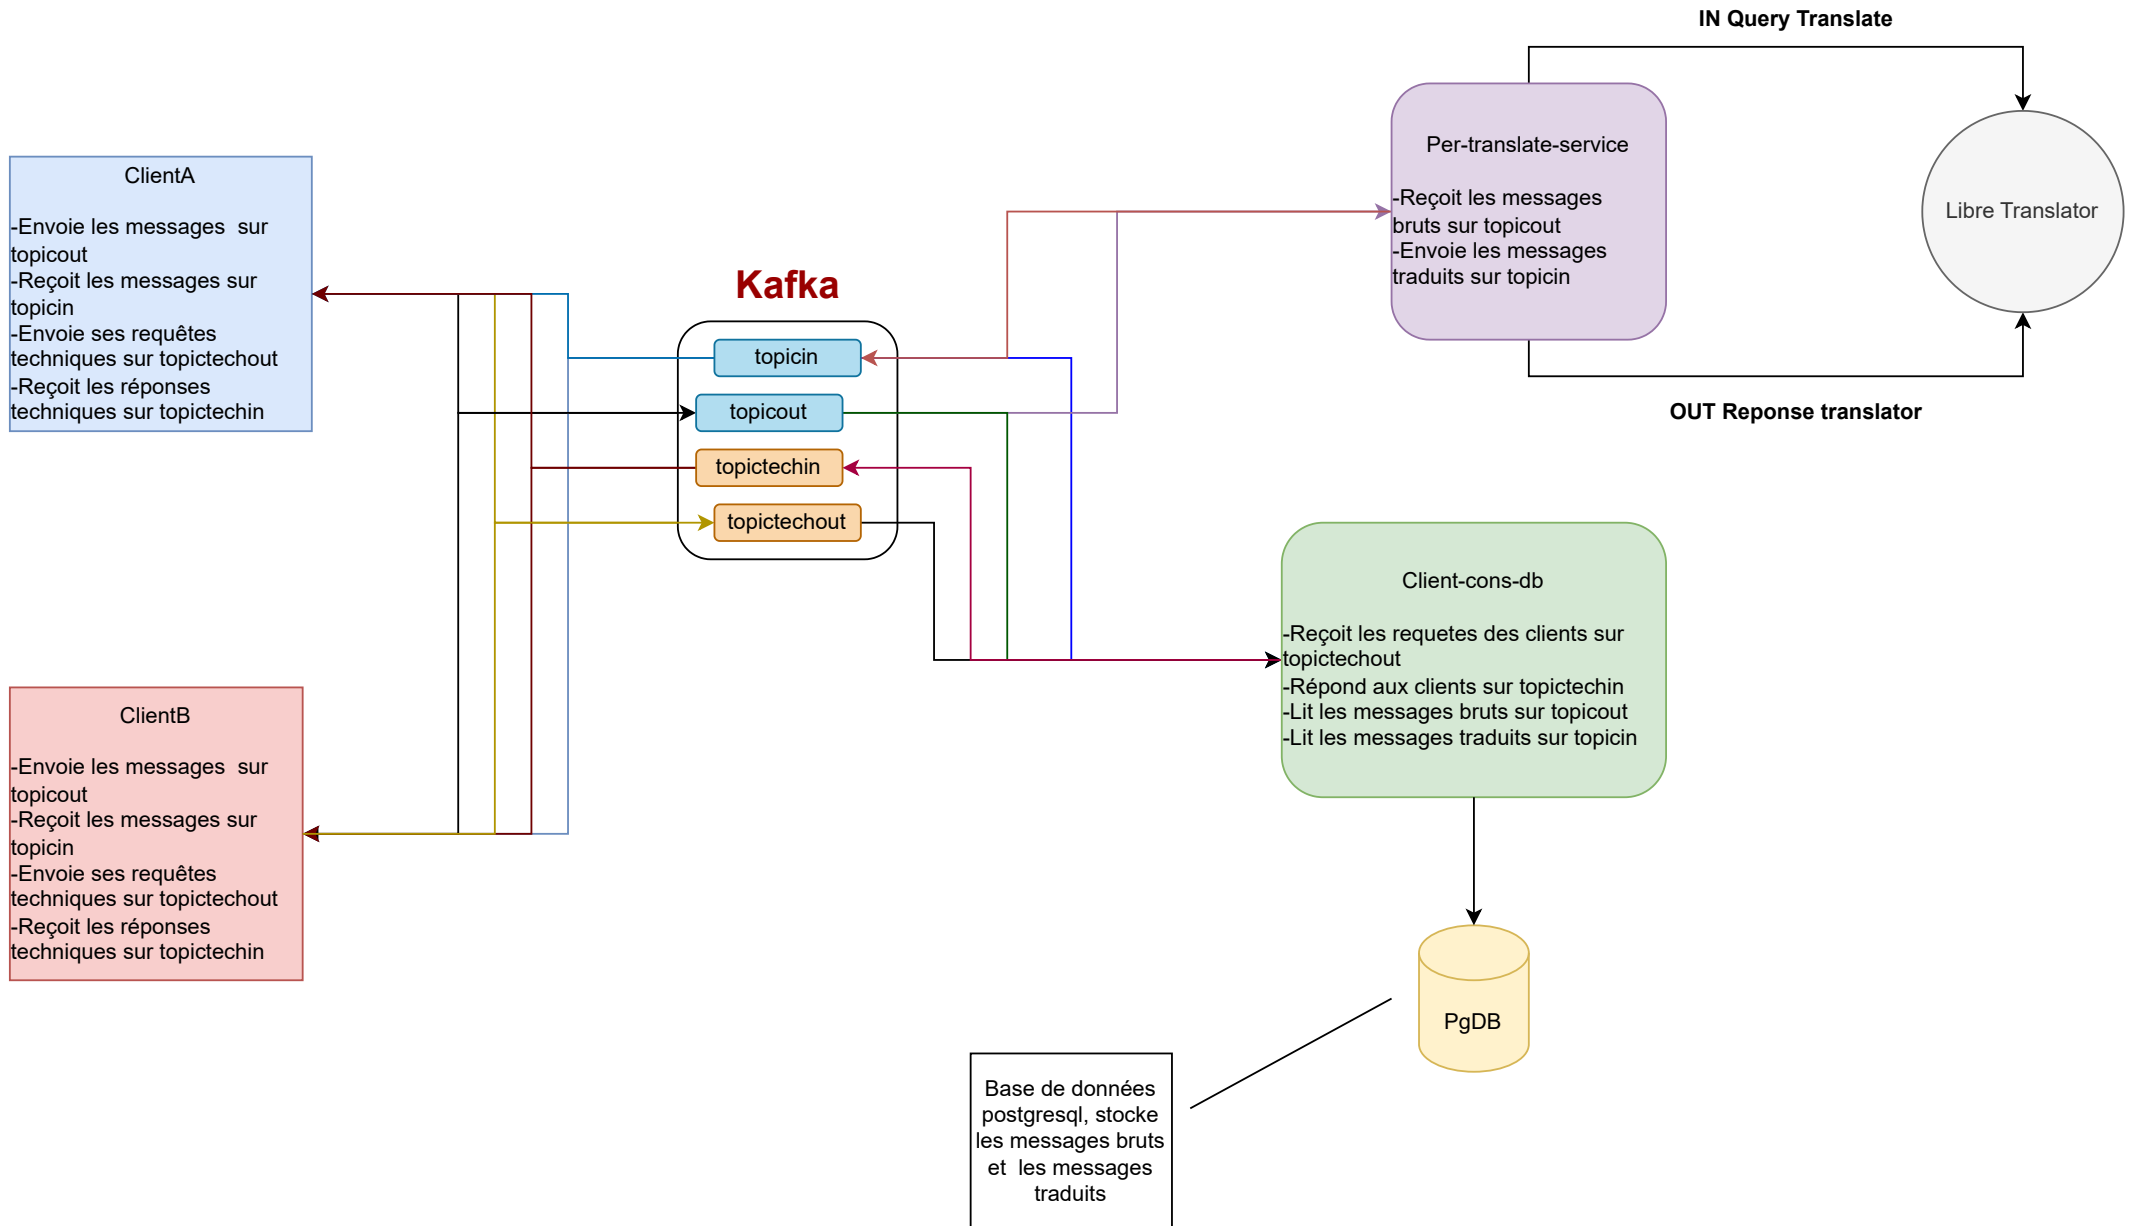 IN Query Translate
Per-translate-service
-Reçoit les messages
bruts sur topicout
-Envoie les messages
traduits sur topicin
Libre Translator
OUT Reponse translator
ClientA
-Envoie les messages  sur
topicout
-Reçoit les messages sur
topicin
-Envoie ses requêtes
techniques sur topictechout
-Reçoit les réponses
techniques sur topictechin
Kafka
topicin
topicout
topictechin
topictechout
Client-cons-db
-Reçoit les requetes des clients sur
topictechout
-Répond aux clients sur topictechin
-Lit les messages bruts sur topicout
-Lit les messages traduits sur topicin
ClientB
-Envoie les messages  sur
topicout
-Reçoit les messages sur
topicin
-Envoie ses requêtes
techniques sur topictechout
-Reçoit les réponses
techniques sur topictechin
PgDB
Base de données
postgresql, stocke
les messages bruts
et  les messages
traduits